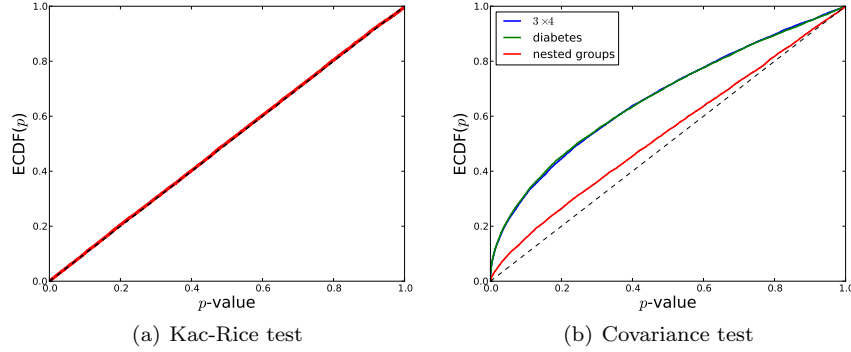 1.0
0.8
0.6
0.4
0.2
0.0
ECDF(p)
0.0 0.2 0.4 0.6 0.8 1.0
p-value
(a) Kac-Rice test
3×4
diabetes
nested groups
1.0
0.8
0.6
0.4
0.2
0.0
ECDF(p)
0.0 0.2 0.4 0.6 0.8 1.0
p-value
(b) Covariance test